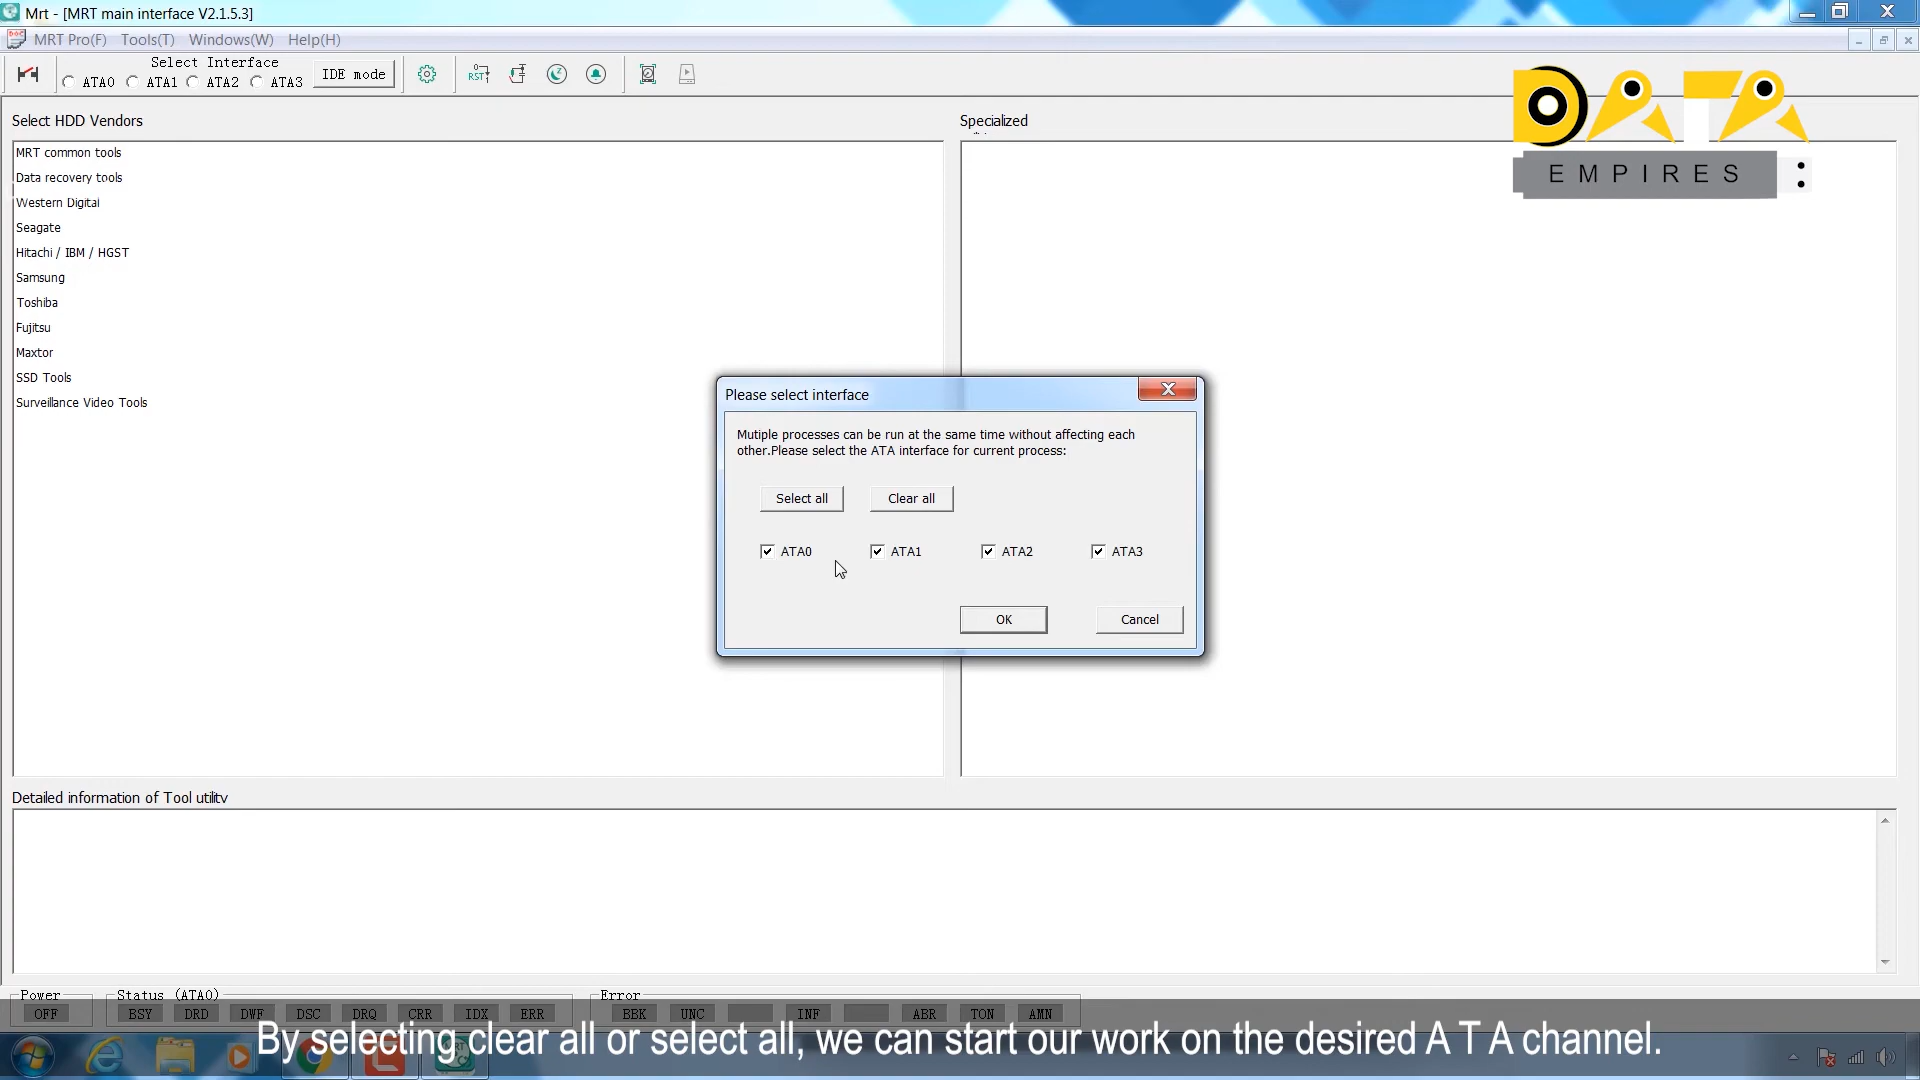 Mrt - [MRT main interface V2.1.5.3]
MRT Pro(F) Tools(T) Windows(W) Help(H)
Select Interface
ATA0 ATA1 ATA2 ATA3 IDE mode
RST
Select HDD Vendors
Specialized
DATA
EMPIRES
MRT common tools
Data recovery tools
Western Digital
Seagate
Hitachi / IBM / HGST
Samsung
Toshiba
Fujitsu
Maxtor
SSD Tools
Surveillance Video Tools
Please select interface
Mutiple processes can be run at the same time without affecting each
other.Please select the ATA interface for current process:
Select all Clear all
ATA0 ATA1 ATA2 ATA3
OK Cancel
Detailed information of Tool utility
Power Status (ATA0) Error
OFF BSY DRD DWF DSC DRQ CRR IDX ERR BBK UNC INF ABR TON AMN
By selecting clear all or select all, we can start our work on the desired A T A channel.